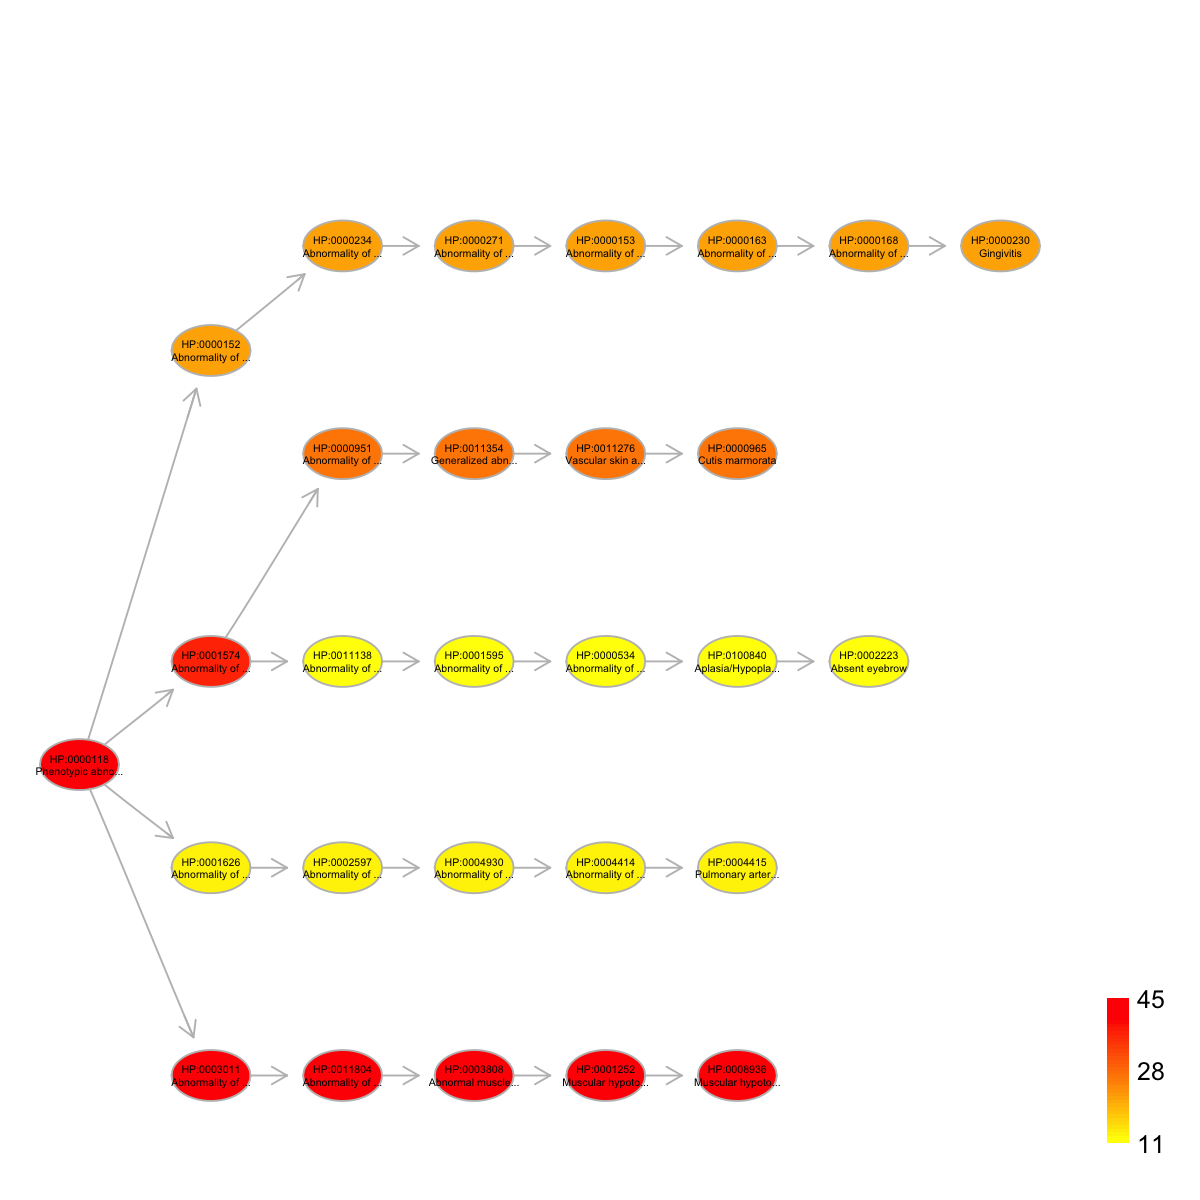 HP:0000234
Abnormality of ...
HP:0000271
Abnormality of ...
HP:0000153
Abnormality of ...
HP:0000163
Abnormality of ...
HP:0000168
Abnormality of ...
HP:0000230
Gingivitis
HP:0000152
Abnormality of ...
HP:0000951
Abnormality of ...
HP:0011354
Generalized abn...
HP:0011276
Vascular skin a...
HP:0000965
Cutis marmorata
HP:0001574
Abnormality of ...
HP:0011138
Abnormality of ...
HP:0001595
Abnormality of ...
HP:0000534
Abnormality of ...
HP:0100840
Aplasia/Hypopla...
HP:0002223
Absent eyebrow
HP:0000118
Phenotypic abno...
HP:0001626
Abnormality of ...
HP:0002597
Abnormality of ...
HP:0004930
Abnormality of ...
HP:0004414
Abnormality of ...
HP:0004415
Pulmonary arter...
HP:0003011
Abnormality of ...
HP:0011804
Abnormality of ...
HP:0003808
Abnormal muscle...
HP:0001252
Muscular hypoto...
HP:0008936
Muscular hypoto...
45
28
11